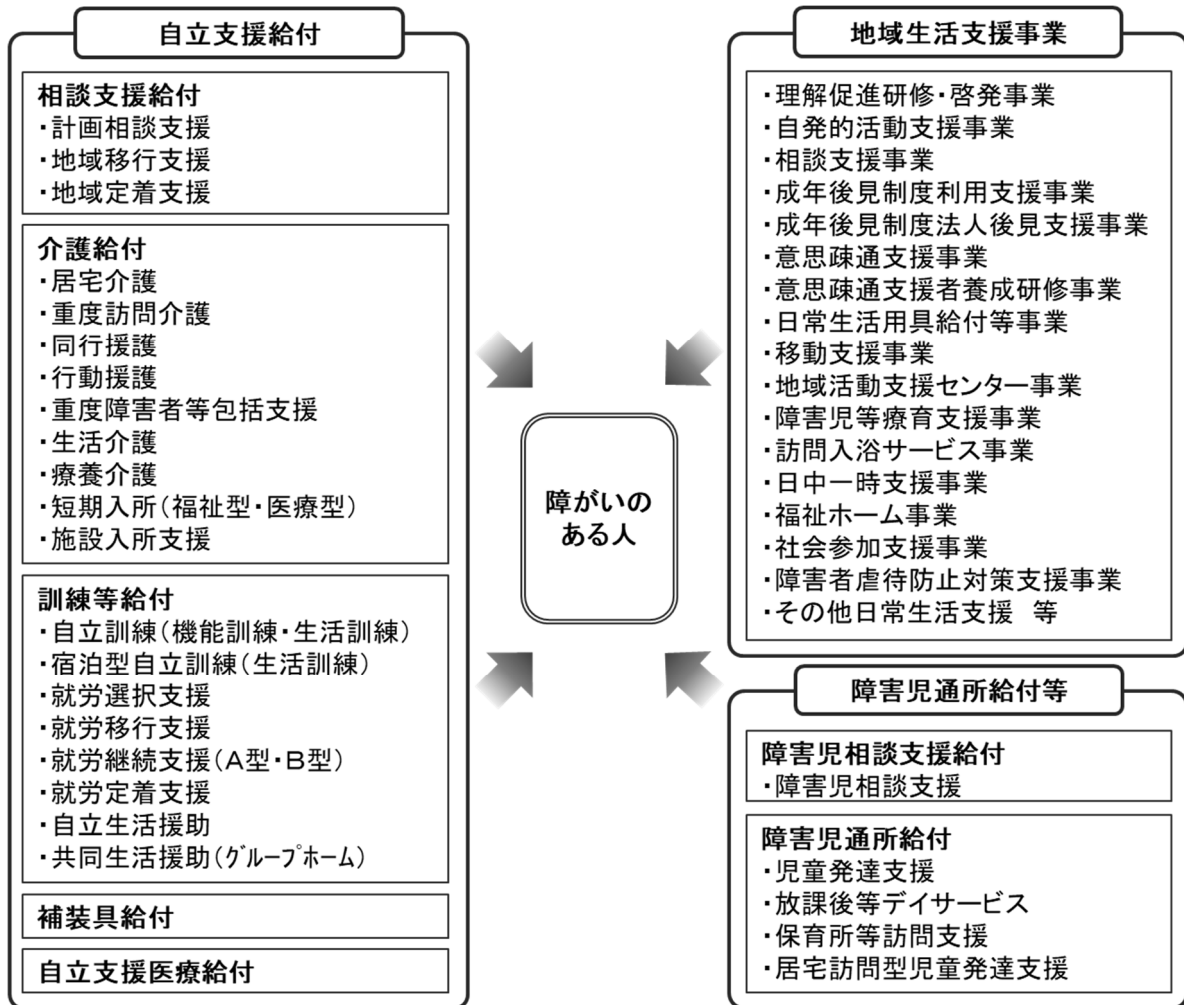 自立支援給付
相談支援給付
・計画相談支援
・地域移行支援
・地域定着支援
介護給付
・居宅介護
・重度訪問介護
・同行援護
・行動援護
・重度障害者等包括支援
・生活介護
・療養介護
・短期入所(福祉型・医療型)
・施設入所支援
訓練等給付
・自立訓練(機能訓練・生活訓練)
・宿泊型自立訓練(生活訓練)
・就労選択支援
・就労移行支援
・就労継続支援(A型・B型)
・就労定着支援
・自立生活援助
・共同生活援助(グループホーム)
補装具給付
自立支援医療給付
障がいの
ある人
地域生活支援事業
・理解促進研修・啓発事業
・自発的活動支援事業
・相談支援事業
・成年後見制度利用支援事業
・成年後見制度法人後見支援事業
・意思疎通支援事業
・意思疎通支援者養成研修事業
・日常生活用具給付等事業
・移動支援事業
・地域活動支援センター事業
・障害児等療育支援事業
・訪問入浴サービス事業
・日中一時支援事業
・福祉ホーム事業
・社会参加支援事業
・障害者虐待防止対策支援事業
・その他日常生活支援 等
障害児通所給付等
障害児相談支援給付
・障害児相談支援
障害児通所給付
・児童発達支援
・放課後等デイサービス
・保育所等訪問支援
・居宅訪問型児童発達支援